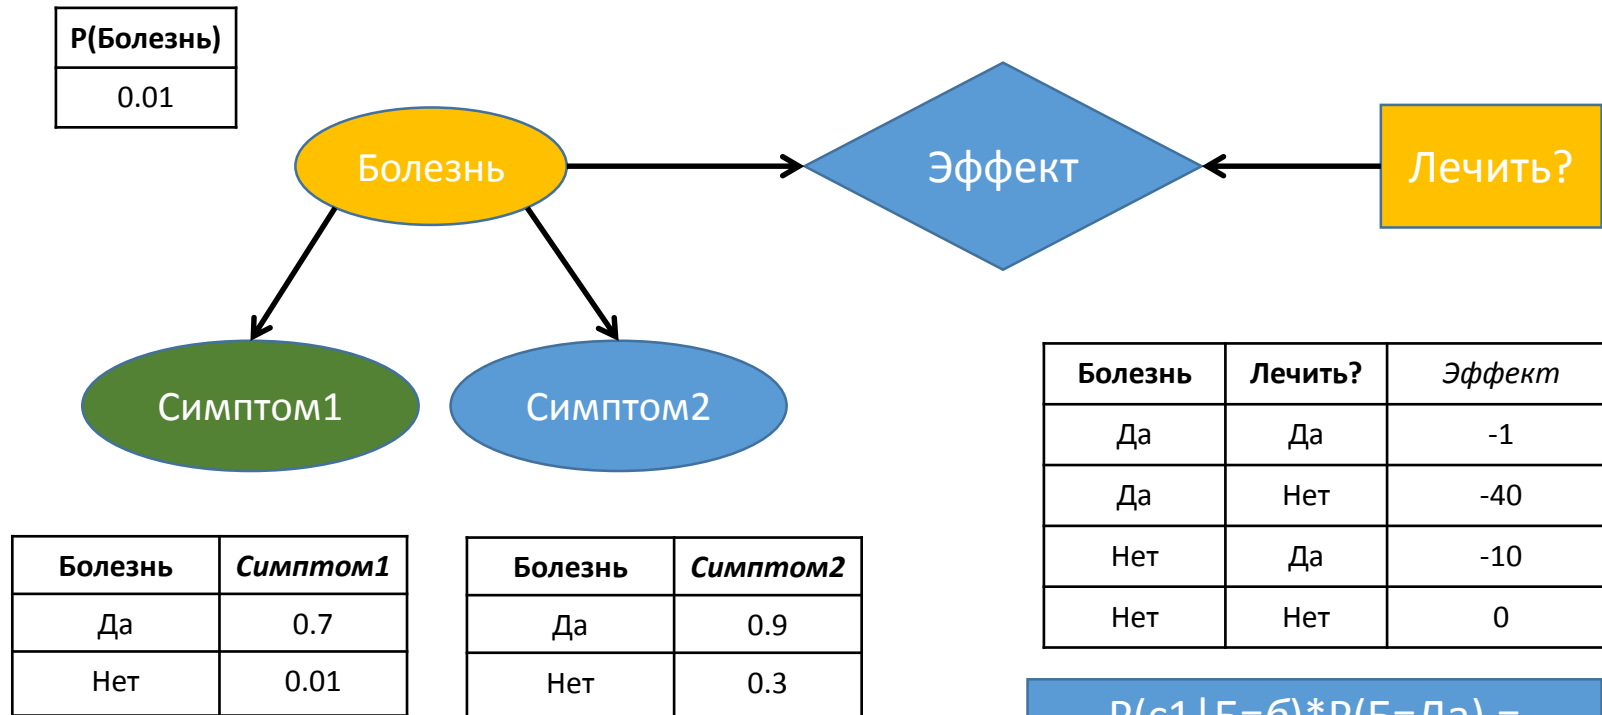 P(Болезнь)
0.01
Болезнь
Эффект
Лечить?
Симптом1
Симптом2
Болезнь Лечить? Эффект
Да Да -1
Да Нет -40
Нет Да -10
Нет Нет 0
Болезнь Симптом1
Да 0.7
Нет 0.01
Болезнь Симптом2
Да 0.9
Нет 0.3
P(c1|Б=б)*P(Б=Да) =